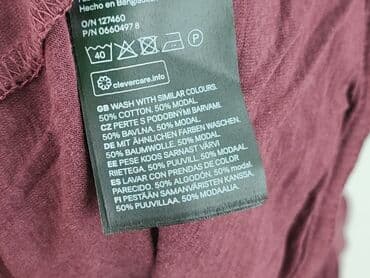 Hecho en Bangladesh
O/N 127460
P/N 0660497 8
40
clevercare.info
GB WASH WITH SIMILAR COLOURS.
50% COTTON. 50% MODAL
CZ PERTE S PODOBNÝMI BARVAMI.
50% BAVLNA. 50% MODAL
DE MIT ÄHNLICHEN FARBEN WASCHEN.
50% BAUMWOLLE. 50% MODAL
EE PESE KOOS SARNAST VÄRVI
RIIETEGA. 50% PUUVILL. 50% MODAAL
ES LAVAR CON PRENDAS DE COLOR
PARECIDO. 50% ALGODÓN. 50% modal.
FI PESTÄÄN SAMANVÄRISTEN KANSSA.
50% PUUVILLAA. 50% MODAALIA